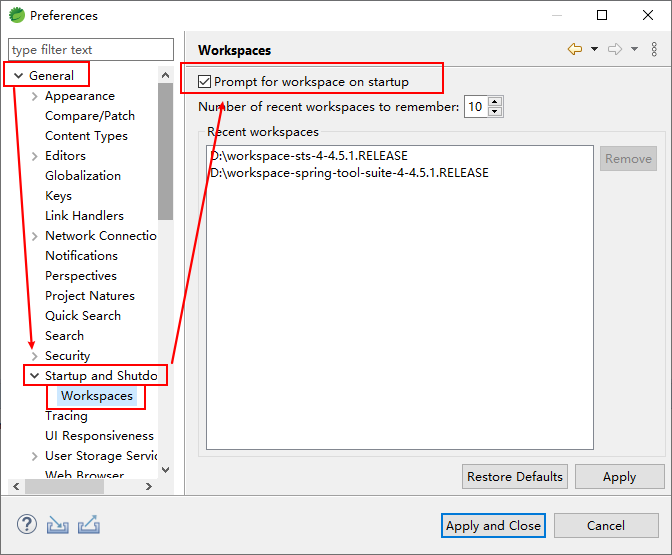 Preferences
type filter text
General
Appearance
Compare/Patch
Content Types
Editors
Globalization
Keys
Link Handlers
Network Connectio
Notifications
Perspectives
Project Natures
Quick Search
Search
Security
Startup and Shutdo
Workspaces
Tracing
UI Responsiveness
User Storage Servic
Web Browser
Workspaces
Prompt for workspace on startup
Number of recent workspaces to remember: 10
Recent workspaces
D:\workspace-sts-4-4.5.1.RELEASE
D:\workspace-spring-tool-suite-4-4.5.1.RELEASE
Remove
Restore Defaults
Apply
?
Apply and Close
Cancel